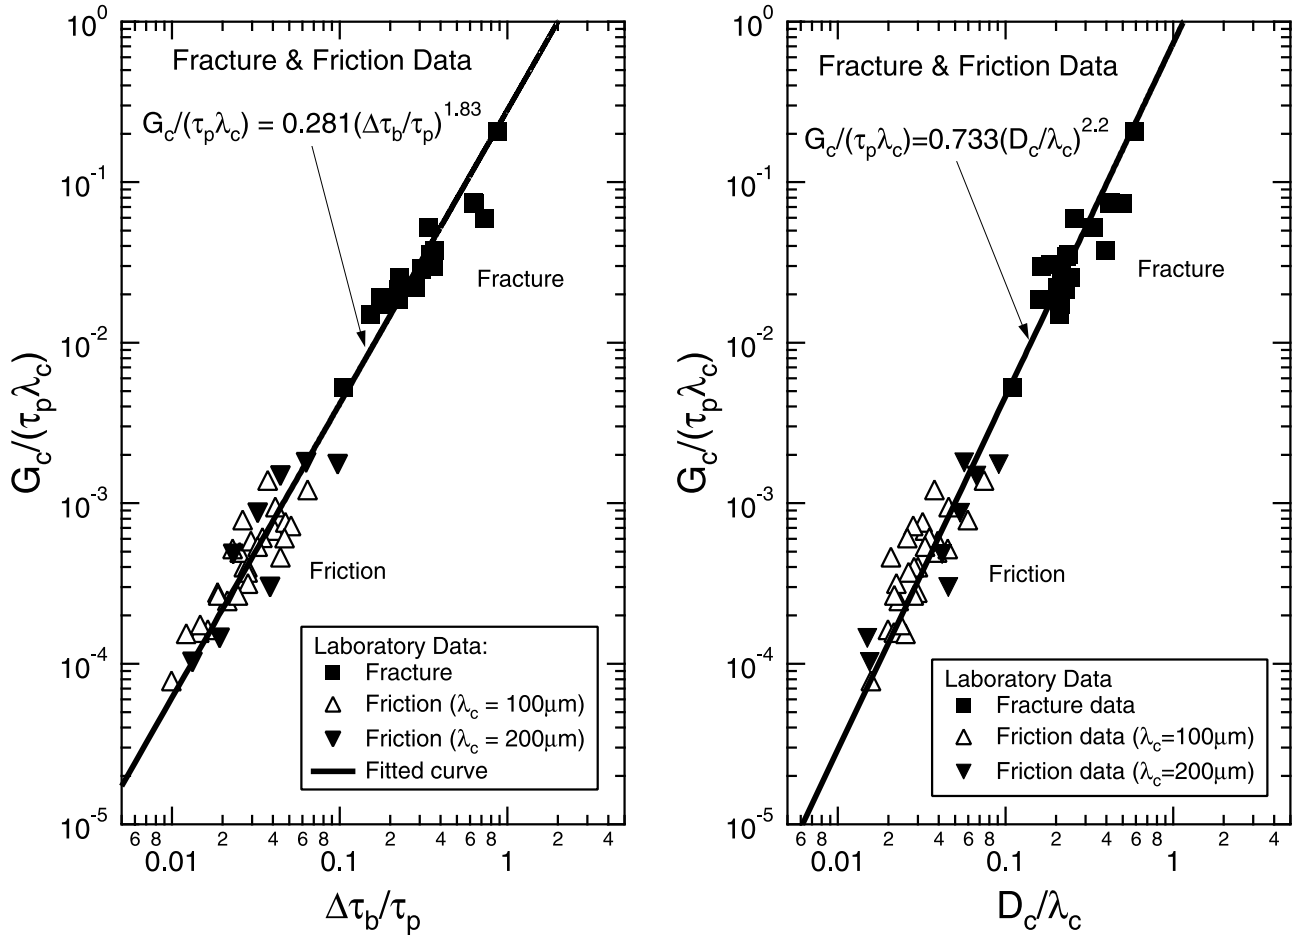 Fracture & Friction Data
G_c/(τ_pλ_c) = 0.281(Δτ_b/τ_p)^1.83
Fracture
Friction
Laboratory Data:
Fracture
Friction (λ_c = 100μm)
Friction (λ_c = 200μm)
Fitted curve
10^0
10^-1
10^-2
10^-3
10^-4
10^-5
G_c/(τ_pλ_c)
6 8 2 4 6 8 2 4 6 8 2 4
0.01 0.1 1
Δτ_b/τ_p
Fracture & Friction Data
G_c/(τ_pλ_c)=0.733(D_c/λ_c)^2.2
Fracture
Friction
Laboratory Data
Fracture data
Friction data (λ_c=100μm)
Friction data (λ_c=200μm)
10^0
10^-1
10^-2
10^-3
10^-4
10^-5
G_c/(τ_pλ_c)
6 8 2 4 6 8 2 4 6 8 2 4
0.01 0.1 1
D_c/λ_c